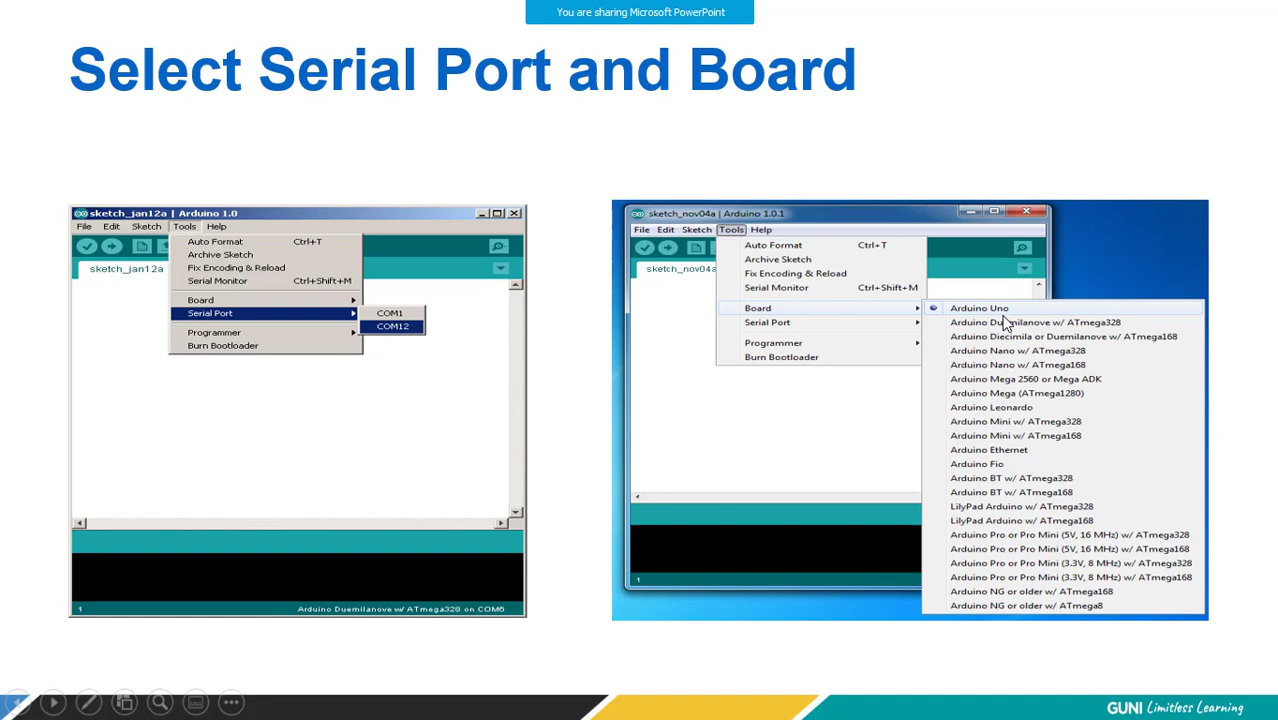 You are sharing Microsoft PowerPoint
Select Serial Port and Board
sketch_jan12a | Arduino 1.0
File Edit Sketch Tools Help
Auto Format Ctrl+T
sketch_jan12a
Archive Sketch
Fix Encoding & Reload
Serial Monitor Ctrl+Shift+M
Board
Serial Port
COM1
COM12
Programmer
Burn Bootloader
1
Arduino Duemilanove w/ ATmega328 on COM6
sketch_nov04a | Arduino 1.0.1
File Edit Sketch Tools Help
Auto Format Ctrl+T
Archive Sketch
sketch_nov04a
Fix Encoding & Reload
Serial Monitor Ctrl+Shift+M
Board
Serial Port
Programmer
Burn Bootloader
1
Arduino Uno
Arduino Duemilanove w/ ATmega328
Arduino Diecimila or Duemilanove w/ ATmega168
Arduino Nano w/ ATmega328
Arduino Nano w/ ATmega168
Arduino Mega 2560 or Mega ADK
Arduino Mega (ATmega1280)
Arduino Leonardo
Arduino Mini w/ ATmega328
Arduino Mini w/ ATmega168
Arduino Ethernet
Arduino Fio
Arduino BT w/ ATmega328
Arduino BT w/ ATmega168
LilyPad Arduino w/ ATmega328
LilyPad Arduino w/ ATmega168
Arduino Pro or Pro Mini (5V, 16 MHz) w/ ATmega328
Arduino Pro or Pro Mini (5V, 16 MHz) w/ ATmega168
Arduino Pro or Pro Mini (3.3V, 8 MHz) w/ ATmega328
Arduino Pro or Pro Mini (3.3V, 8 MHz) w/ ATmega168
Arduino NG or older w/ ATmega168
Arduino NG or older w/ ATmega8
GUNI Limitless Learning